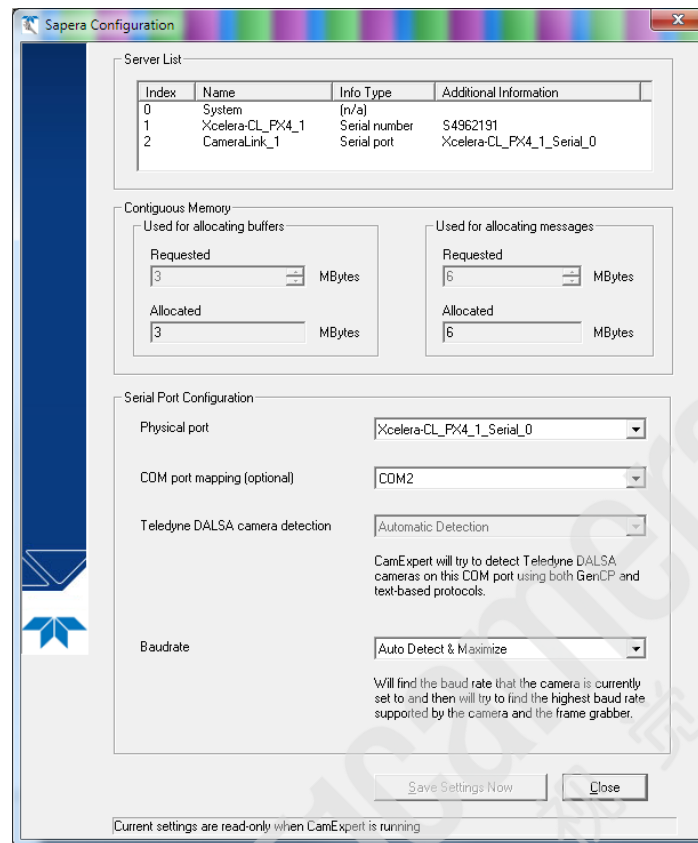 Sapera Configuration
Server List
Index Name Info Type Additional Information
0 System (n/a)
1 Xcelera-CL_PX4_1 Serial number S4962191
2 CameraLink_1 Serial port Xcelera-CL_PX4_1_Serial_0
Contiguous Memory
Used for allocating buffers Used for allocating messages
Requested Requested
3 MBytes 6 MBytes
Allocated Allocated
3 MBytes 6 MBytes
Serial Port Configuration
Physical port Xcelera-CL_PX4_1_Serial_0
COM port mapping (optional) COM2
Teledyne DALSA camera detection Automatic Detection
CamExpert will try to detect Teledyne DALSA
cameras on this COM port using both GenCP and
text-based protocols.
Baudrate Auto Detect & Maximize
Will find the baud rate that the camera is currently
set to and then will try to find the highest baud rate
supported by the camera and the frame grabber.
Save Settings Now Close
Current settings are read-only when CamExpert is running
视觉